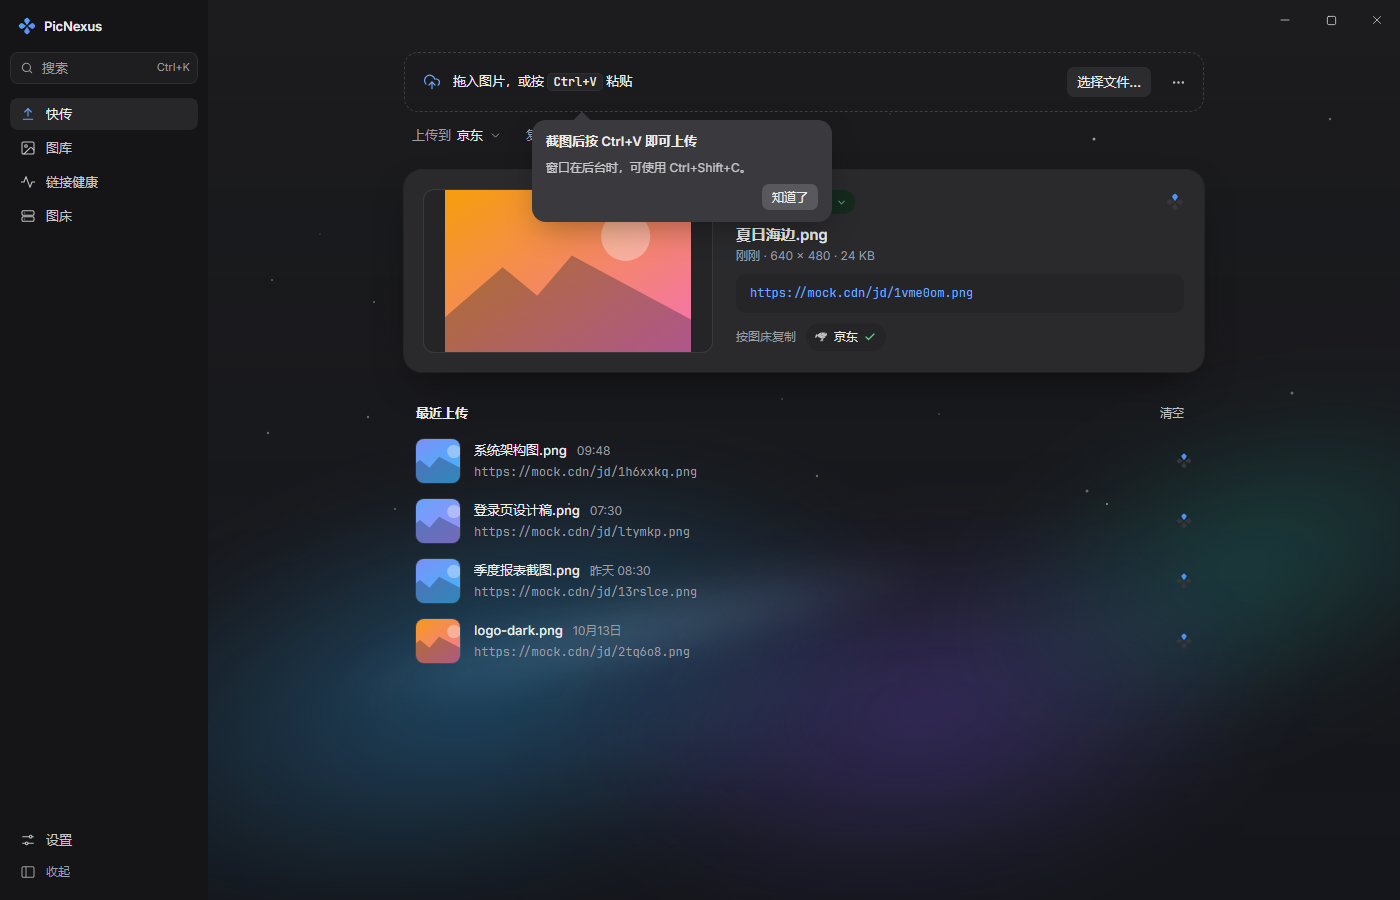 PicNexus
搜索 Ctrl+K
快传
图库
链接健康
图床
设置
收起
拖入图片，或按 Ctrl+V 粘贴
选择文件...
上传到 京东
截图后按 Ctrl+V 即可上传
窗口在后台时，可使用 Ctrl+Shift+C。
知道了
夏日海边.png
刚刚 · 640 × 480 · 24 KB
https://mock.cdn/jd/1vme0om.png
按图床复制 京东
最近上传 清空
系统架构图.png 09:48
https://mock.cdn/jd/1h6xxkq.png
登录页设计稿.png 07:30
https://mock.cdn/jd/ltymkp.png
季度报表截图.png 昨天 08:30
https://mock.cdn/jd/13rslce.png
logo-dark.png 10月13日
https://mock.cdn/jd/2tq6o8.png